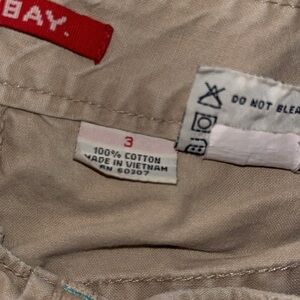 BAY.
DO NOT BLEA
3
100% COTTON
MADE IN VIETNAM
RN 60307